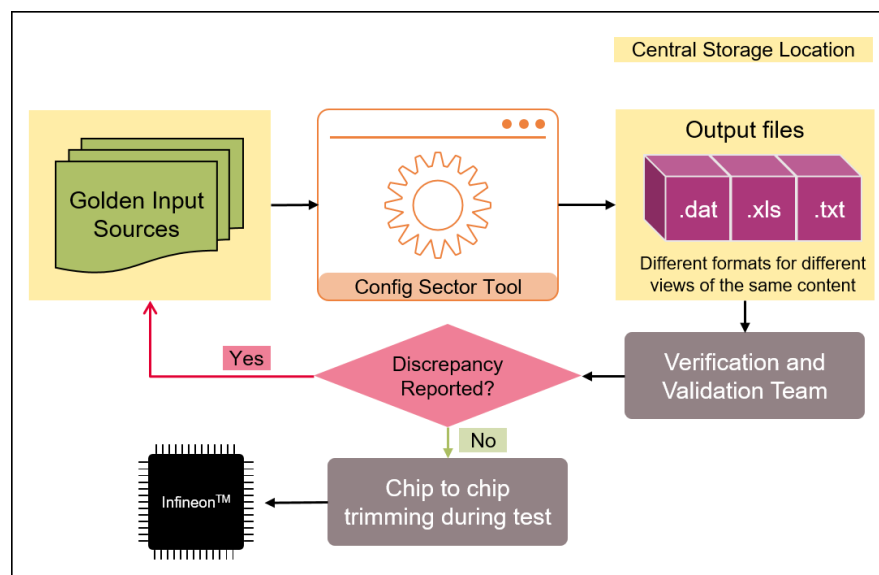 Central Storage Location
Golden Input
Sources
Config Sector Tool
Output files
.dat
.xls
.txt
Different formats for different
views of the same content
Yes
Discrepancy
Reported?
Verification and
Validation Team
No
Infineon™
Chip to chip
trimming during test